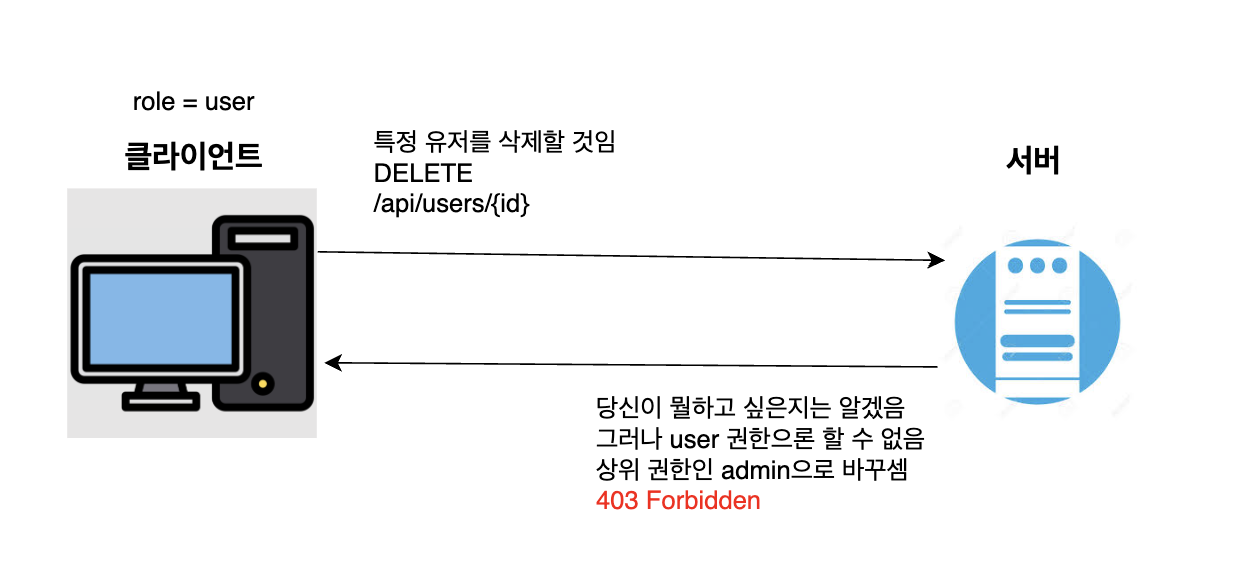 role = user
클라이언트
특정 유저를 삭제할 것임
DELETE
/api/users/{id}
서버
당신이 뭘하고 싶은지는 알겠음
그러나 user 권한으론 할 수 없음
상위 권한인 admin으로 바꾸셈
403 Forbidden